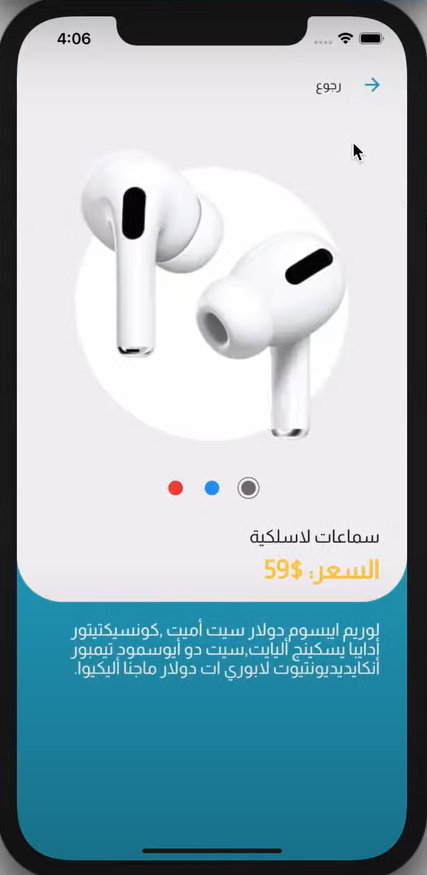 4:06
رجوع
سماعات لاسلكية
السعر: $59
لوريم ايبسوم دولار سيت أميت ,كونسيكتيتور
أدايبا يسكينج أليايت,سيت دو أيوسمود تيمبور
أنكايديديونتيوت لابوري ات دولار ماجنا أليكيوا.